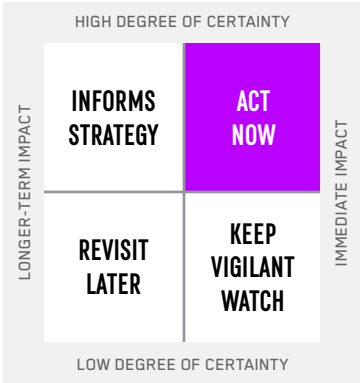 HIGH DEGREE OF CERTAINTY
LONGER-TERM IMPACT
INFORMS
STRATEGY
ACT
NOW
IMMEDIATE IMPACT
REVISIT
LATER
KEEP
VIGILANT
WATCH
LOW DEGREE OF CERTAINTY